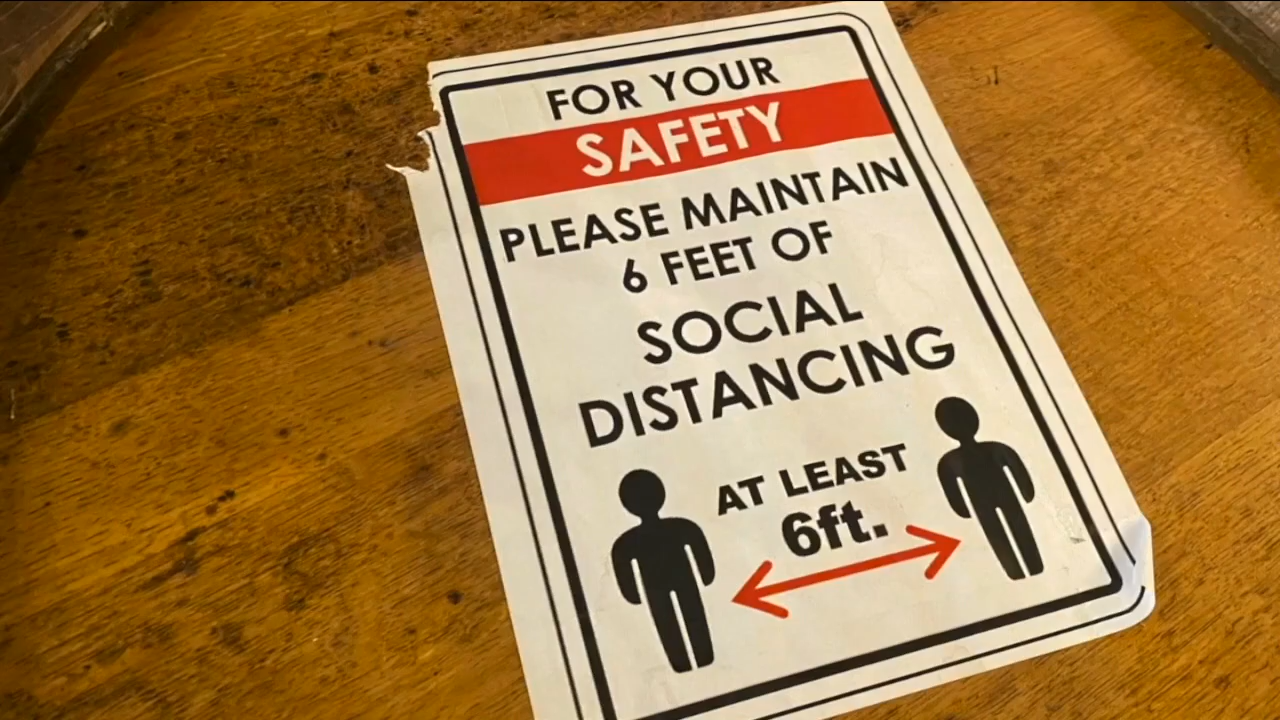 FOR YOUR
SAFETY
PLEASE MAINTAIN
6 FEET OF
SOCIAL
DISTANCING
AT LEAST
6ft.